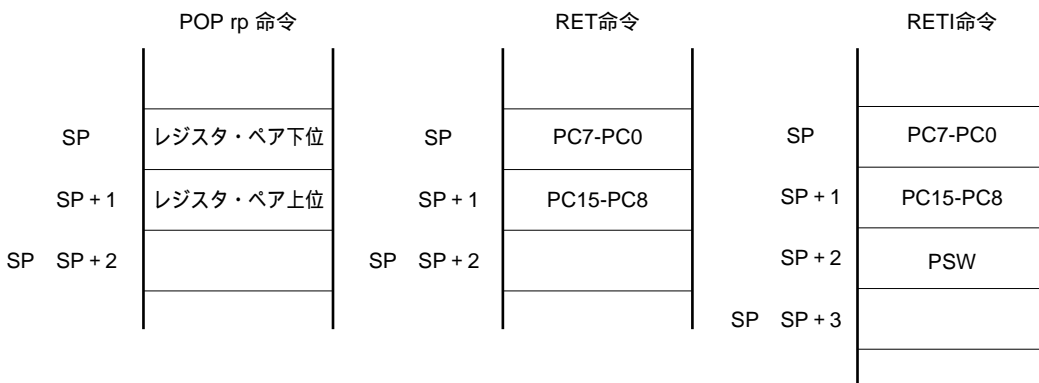 POP rp 命令
SP レジスタ・ペア下位
SP + 1 レジスタ・ペア上位
SP SP + 2
RET命令
SP PC7-PC0
SP + 1 PC15-PC8
SP SP + 2
RETI命令
SP PC7-PC0
SP + 1 PC15-PC8
SP + 2 PSW
SP SP + 3